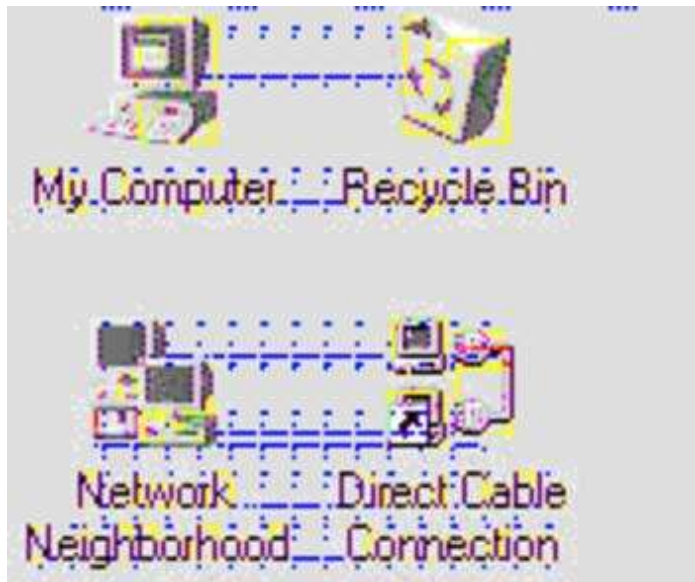 My Computer Recycle Bin
Network Direct Cable
Neighborhood Connection